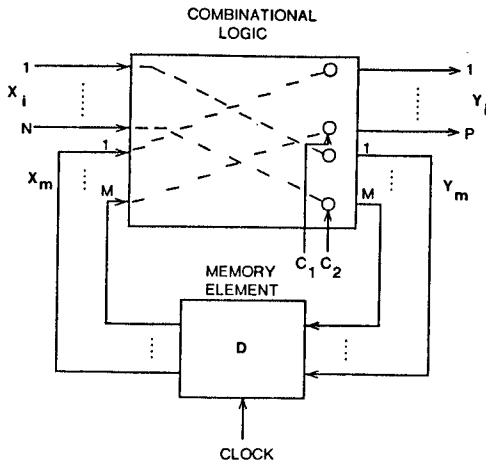 COMBINATIONAL
LOGIC
1 1
X i Y i
N P
1 1
X m Y m
M M
C 1 C 2
MEMORY
ELEMENT
D
CLOCK